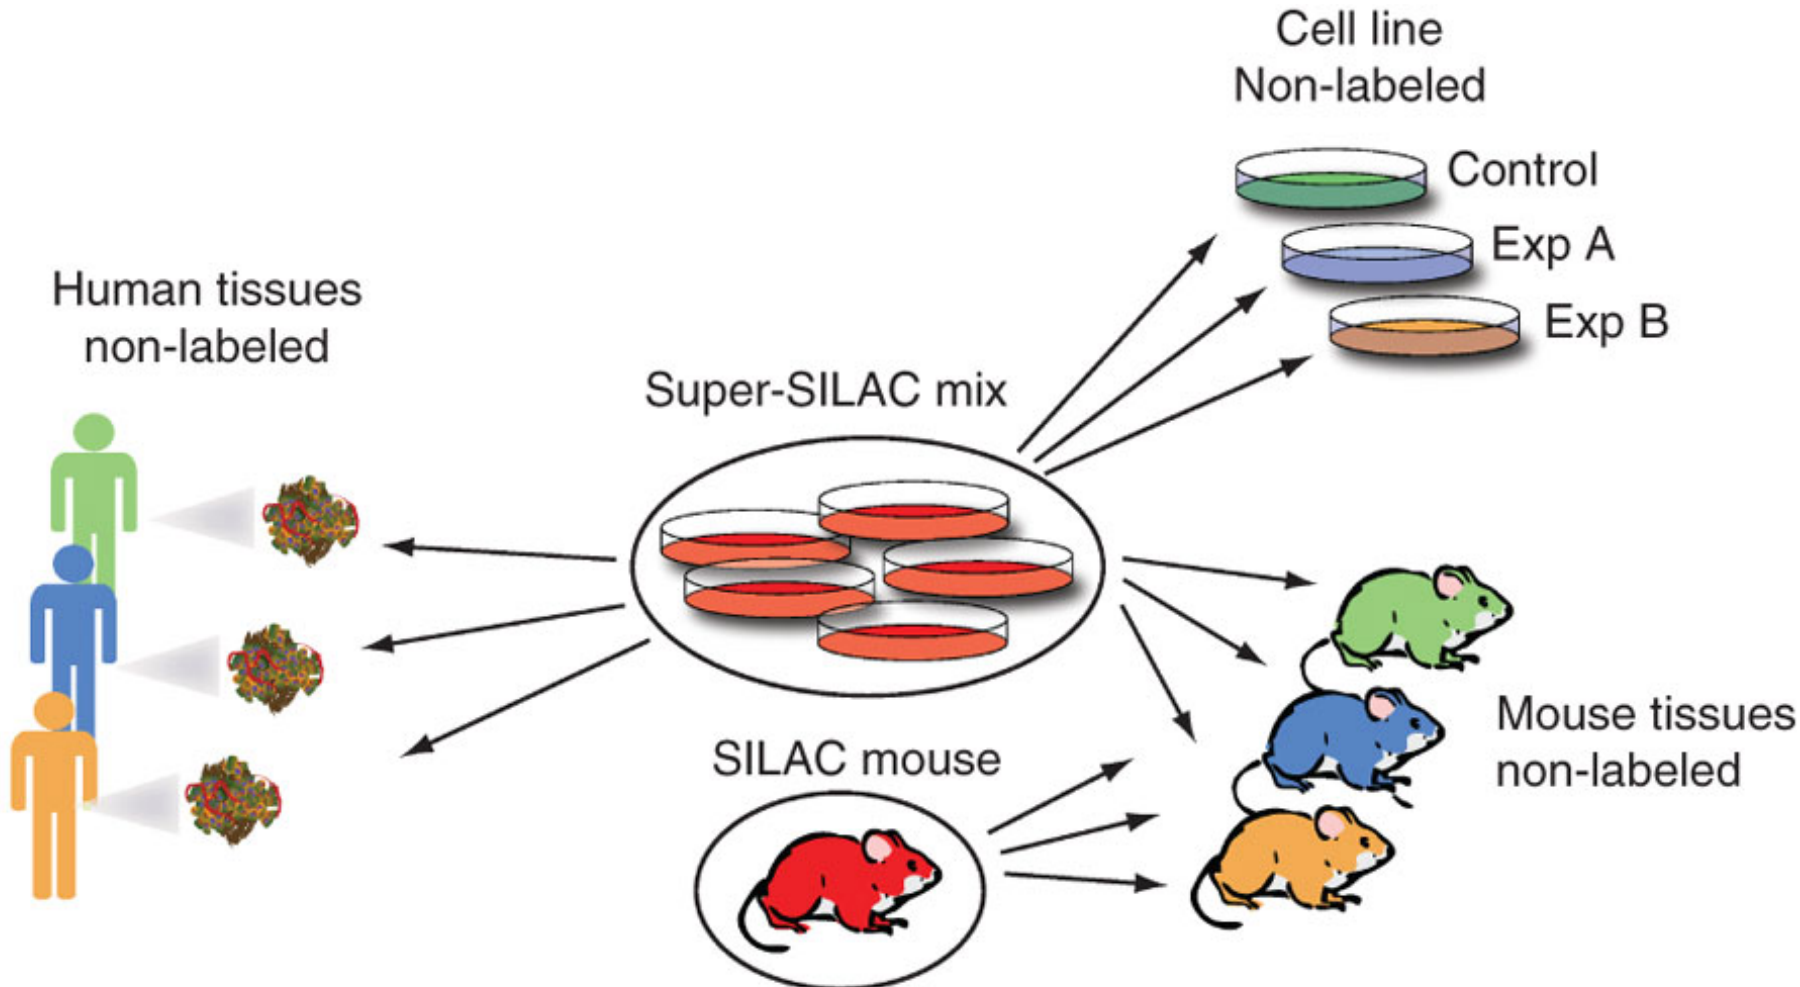 Cell line
Non-labeled
Control
Exp A
Exp B
Human tissues
non-labeled
Super-SILAC mix
SILAC mouse
Mouse tissues
non-labeled